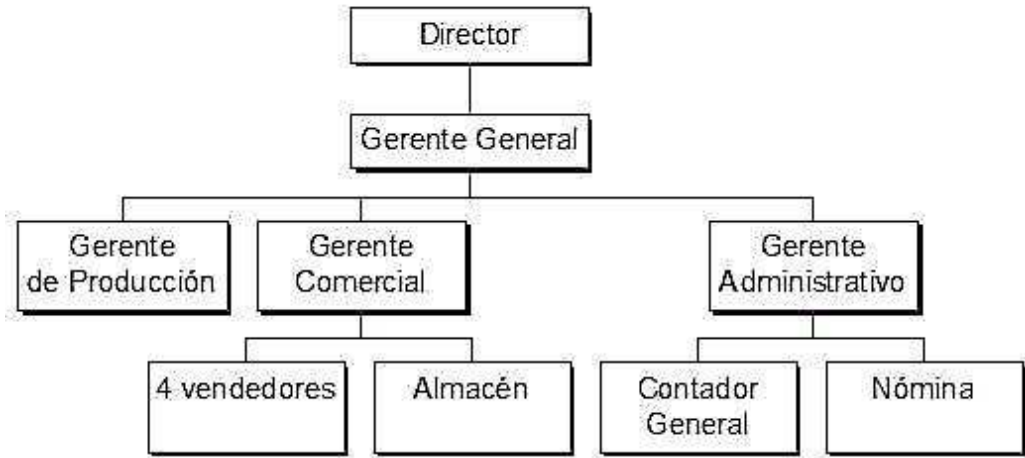 Director
Gerente General
Gerente
de Producción
Gerente
Comercial
Gerente
Administrativo
4 vendedores
Almacén
Contador
General
Nómina